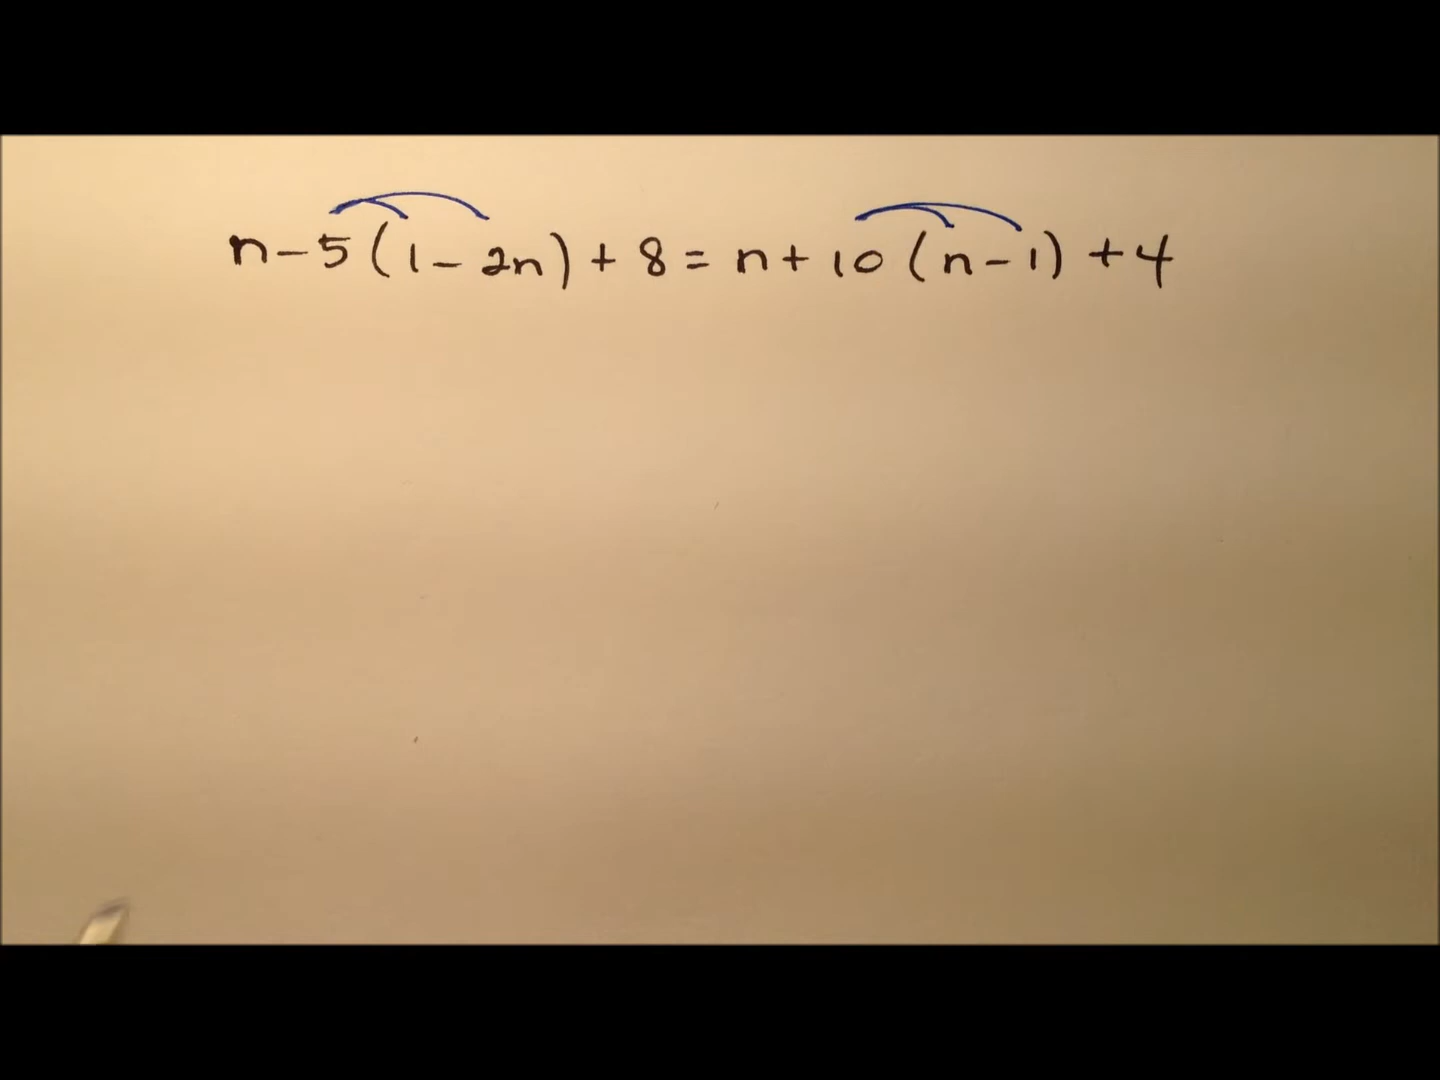 n - 5 (1 - 2n) + 8 = n + 10 (n - 1) + 4